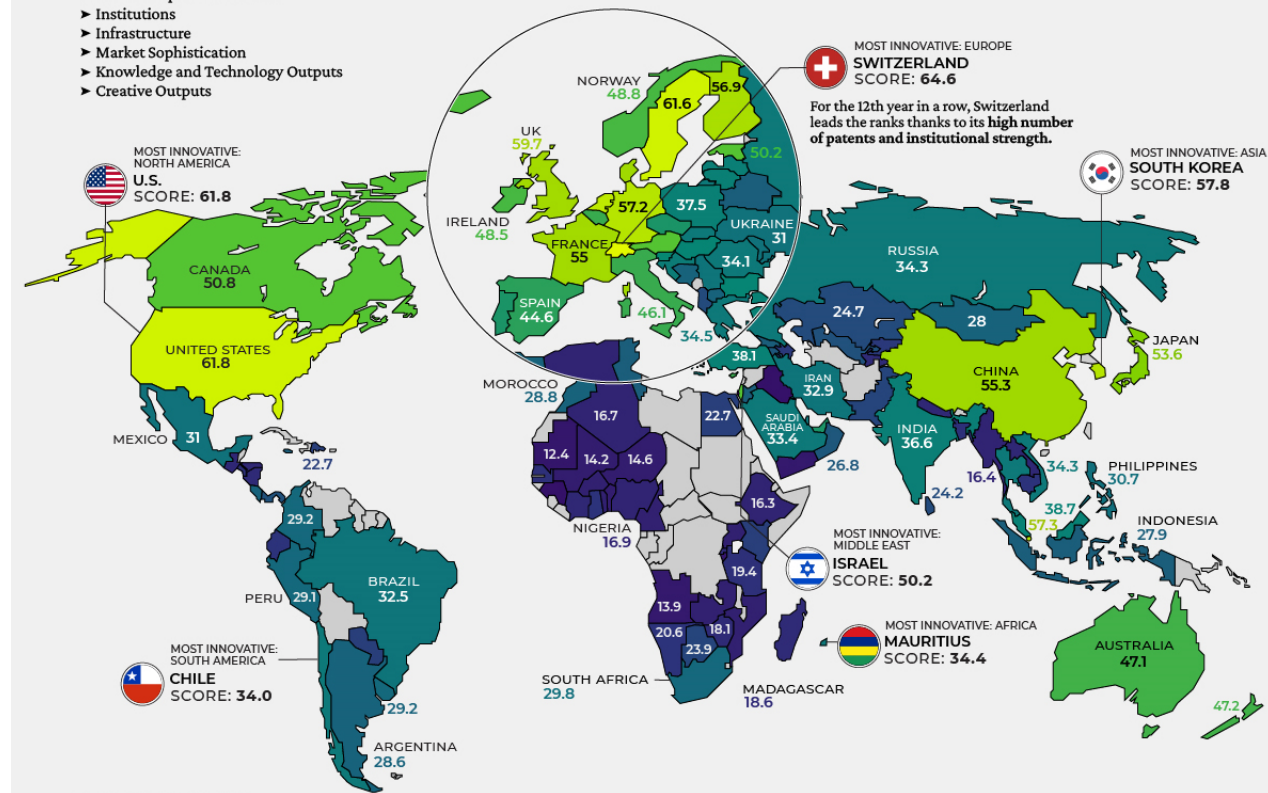 ➤ Institutions
➤ Infrastructure
➤ Market Sophistication
➤ Knowledge and Technology Outputs
➤ Creative Outputs
MOST INNOVATIVE: EUROPE
SWITZERLAND
SCORE: 64.6
For the 12th year in a row, Switzerland
leads the ranks thanks to its high number
of patents and institutional strength.
MOST INNOVATIVE:
NORTH AMERICA
U.S.
SCORE: 61.8
MOST INNOVATIVE: ASIA
SOUTH KOREA
SCORE: 57.8
NORWAY
48.8
61.6
56.9
UK
59.7
50.2
IRELAND
48.5
57.2
37.5
UKRAINE
31
FRANCE
55
34.1
SPAIN
44.6
46.1
34.5
CANADA
50.8
UNITED STATES
61.8
MEXICO
31
22.7
RUSSIA
34.3
24.7
28
JAPAN
53.6
CHINA
55.3
38.1
IRAN
32.9
SAUDI
ARABIA
33.4
INDIA
36.6
26.8
24.2
16.4
34.3
PHILIPPINES
30.7
38.7
57.3
INDONESIA
27.9
MOROCCO
28.8
16.7
22.7
12.4
14.2
14.6
16.3
NIGERIA
16.9
19.4
13.9
20.6
18.1
23.9
SOUTH AFRICA
29.8
MADAGASCAR
18.6
MOST INNOVATIVE:
MIDDLE EAST
ISRAEL
SCORE: 50.2
MOST INNOVATIVE: AFRICA
MAURITIUS
SCORE: 34.4
29.2
BRAZIL
32.5
PERU
29.1
MOST INNOVATIVE:
SOUTH AMERICA
CHILE
SCORE: 34.0
29.2
ARGENTINA
28.6
AUSTRALIA
47.1
47.2